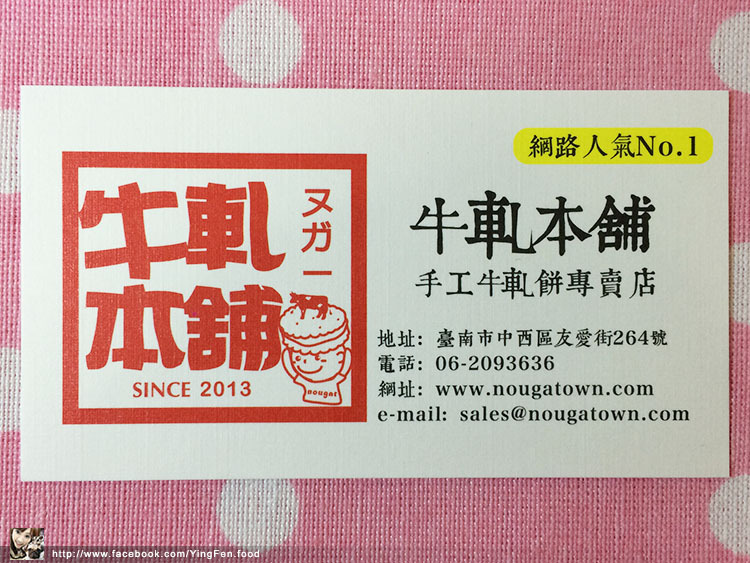 網路人氣No.1
牛軋
本舖
ヌガー
SINCE 2013
nougat
牛軋本舖
手工牛軋餅專賣店
地址: 臺南市中西區友愛街264號
電話: 06-2093636
網址: www.nougatown.com
e-mail: sales@nougatown.com
http://www.facebook.com/YingFen.food